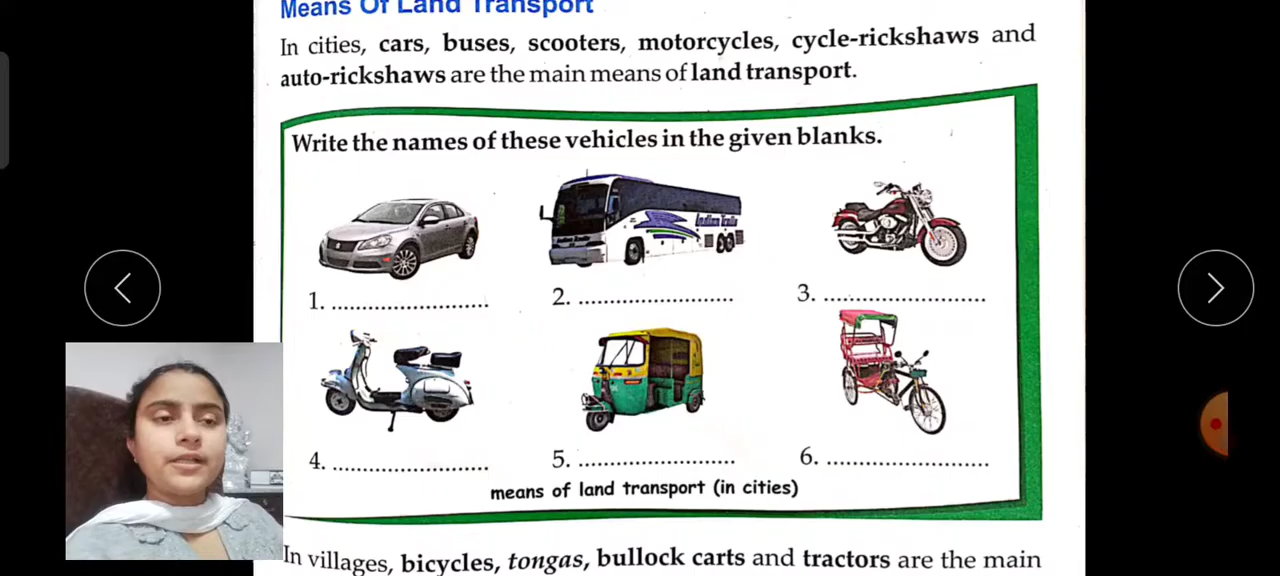 Means Of Land Transport
In cities, cars, buses, scooters, motorcycles, cycle-rickshaws and
auto-rickshaws are the main means of land transport.
Write the names of these vehicles in the given blanks.
1. ............................
2. ............................
3. ............................
4. ............................
5. ............................
6. ............................
means of land transport (in cities)
In villages, bicycles, tongas, bullock carts and tractors are the main